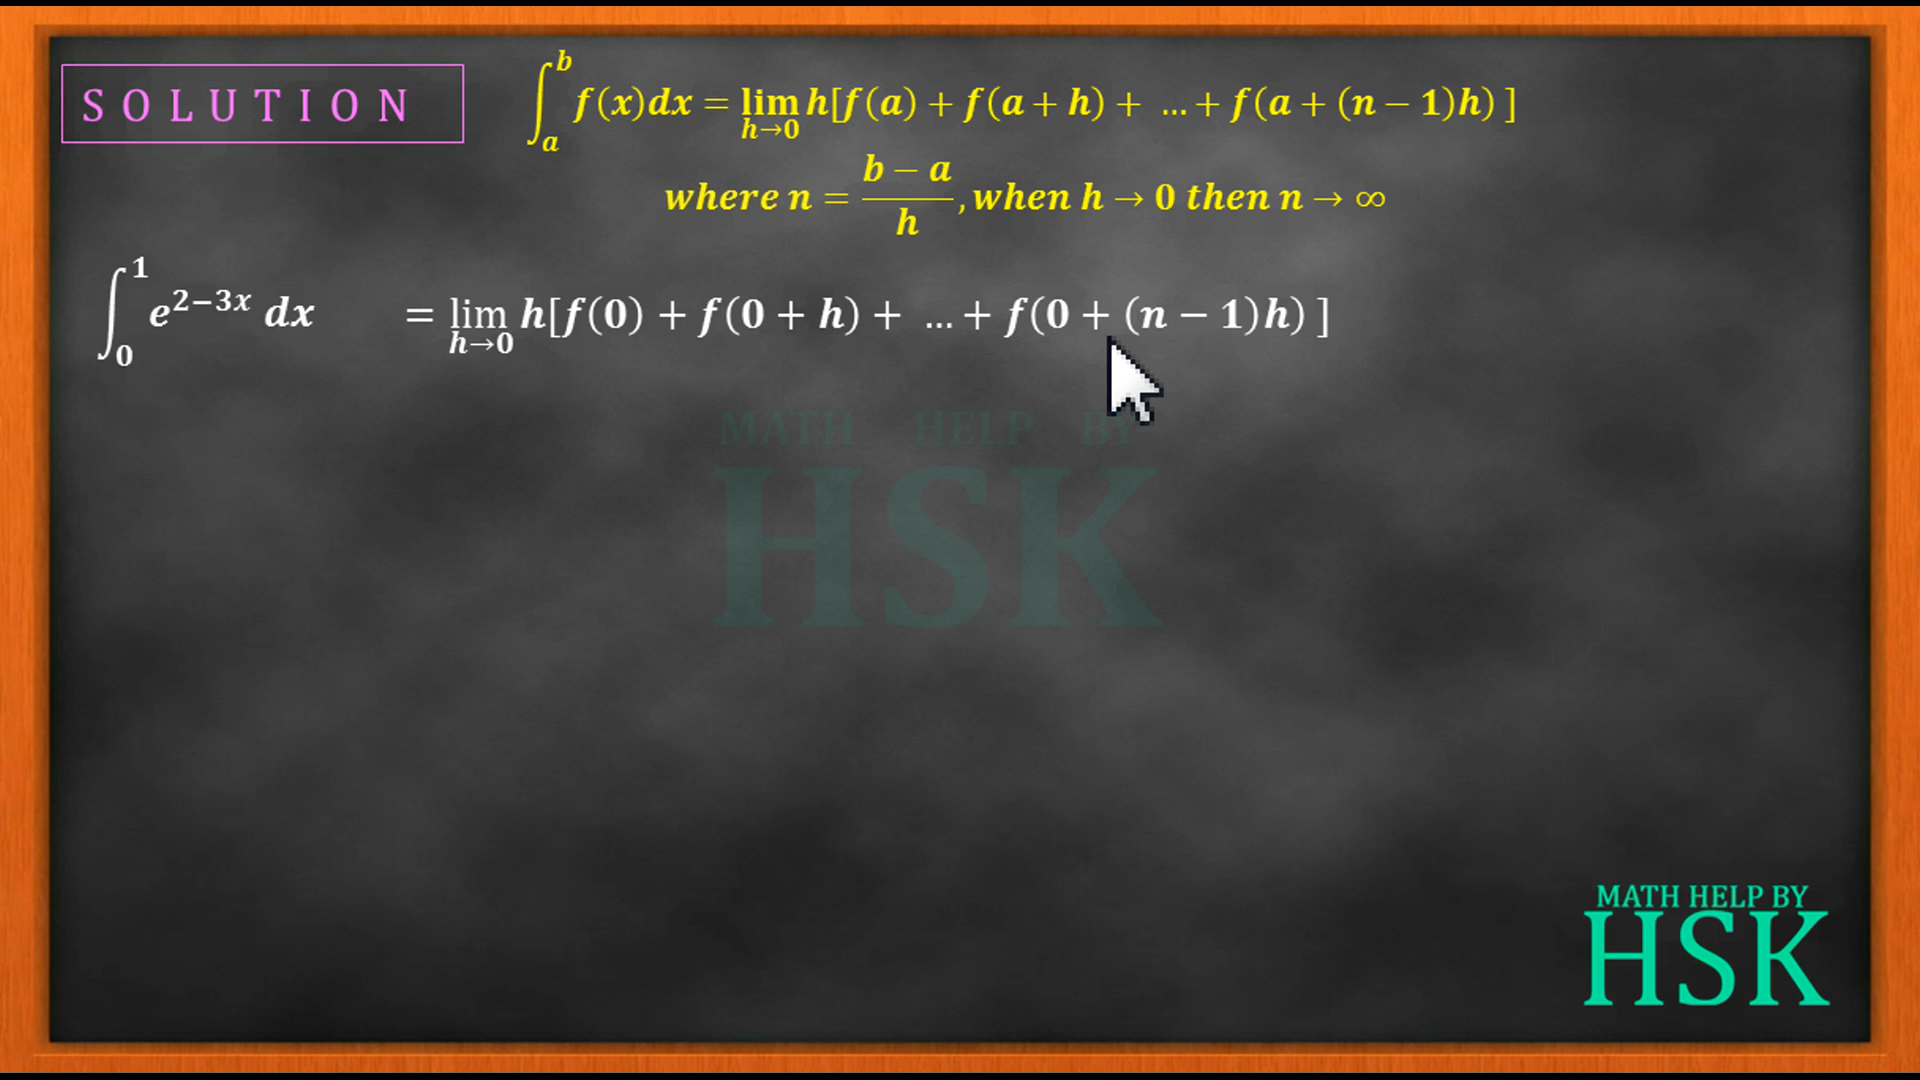 SOLUTION
∫_a^b f(x)dx = lim_{h→0} h[f(a) + f(a + h) + ... + f(a + (n − 1)h) ]
where n = (b − a)/h, when h → 0 then n → ∞
∫_0^1 e^{2−3x} dx = lim_{h→0} h[f(0) + f(0 + h) + ... + f(0 + (n − 1)h) ]
MATH HELP BY
HSK
MATH HELP BY
HSK